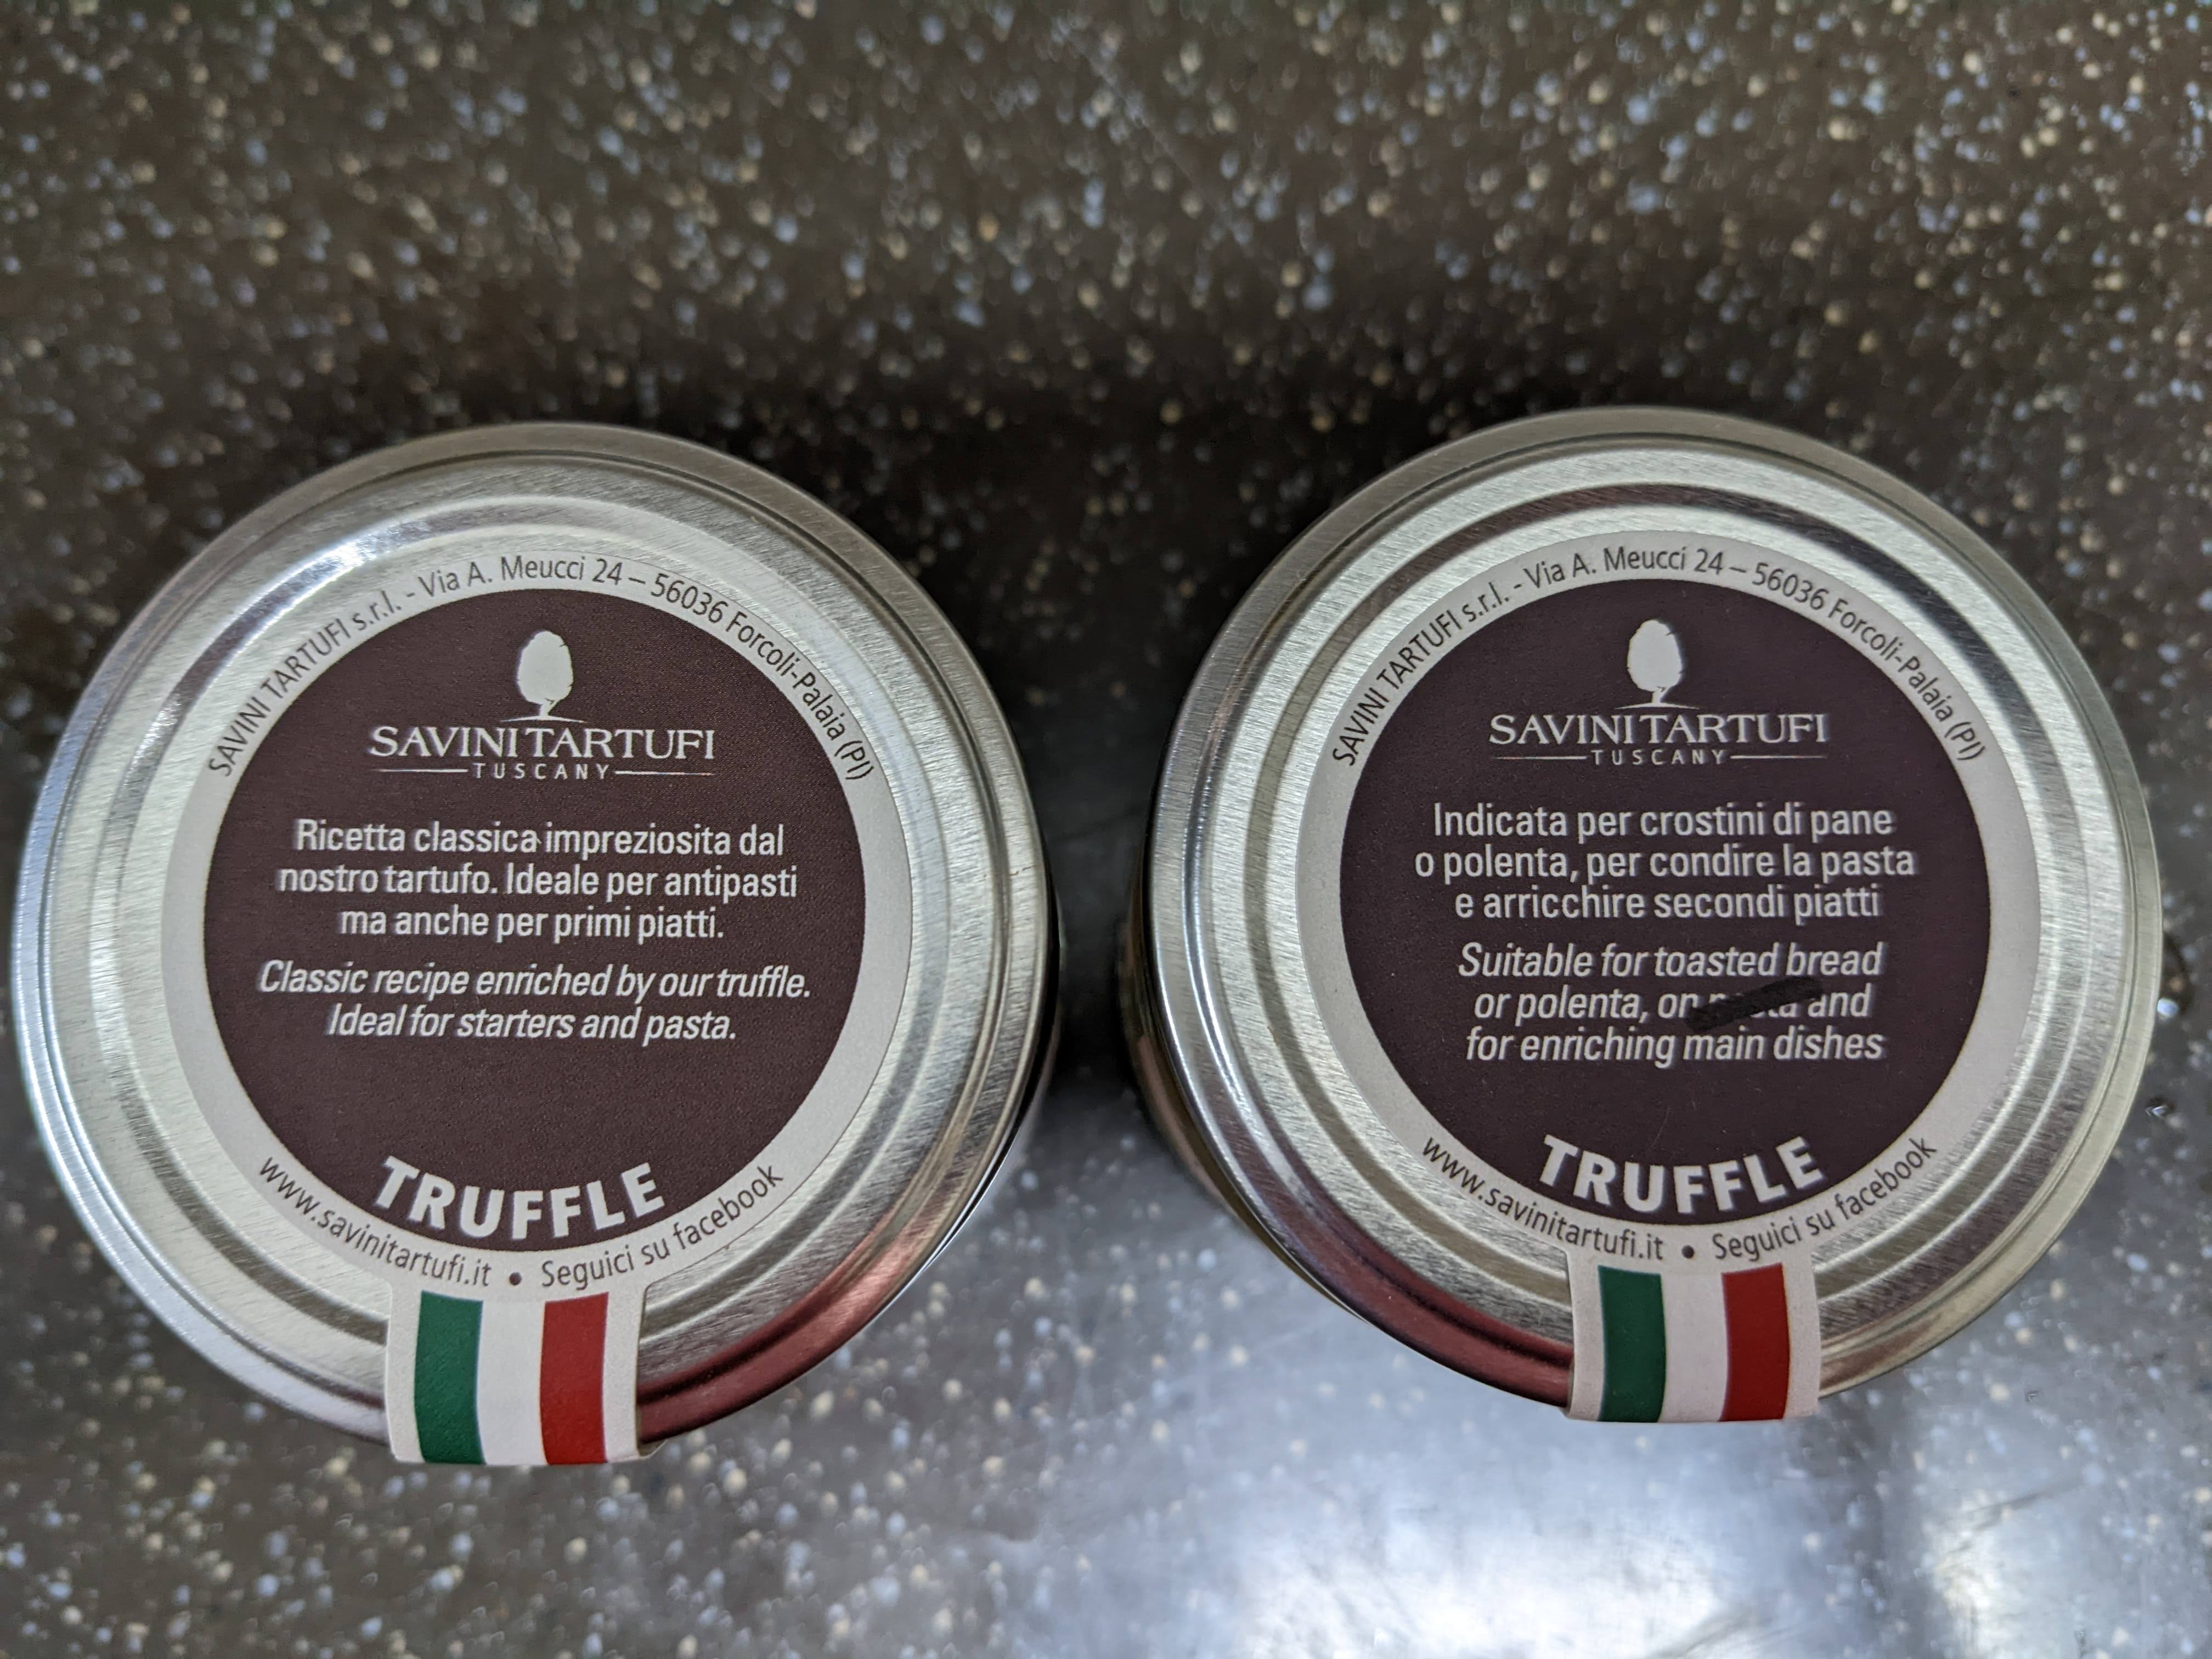 SAVINI TARTUFI s.r.l. - Via A. Meucci 24 – 56036 Forcoli-Palaia (PI)
SAVINI TARTUFI
TUSCANY
Ricetta classica impreziosita dal
nostro tartufo. Ideale per antipasti
ma anche per primi piatti.
Classic recipe enriched by our truffle.
Ideal for starters and pasta.
TRUFFLE
www.savinitartufi.it • Seguici su facebook
SAVINI TARTUFI s.r.l. - Via A. Meucci 24 – 56036 Forcoli-Palaia (PI)
SAVINI TARTUFI
TUSCANY
Indicata per crostini di pane
o polenta, per condire la pasta
e arricchire secondi piatti
Suitable for toasted bread
or polenta, on and
for enriching main dishes
TRUFFLE
www.savinitartufi.it • Seguici su facebook